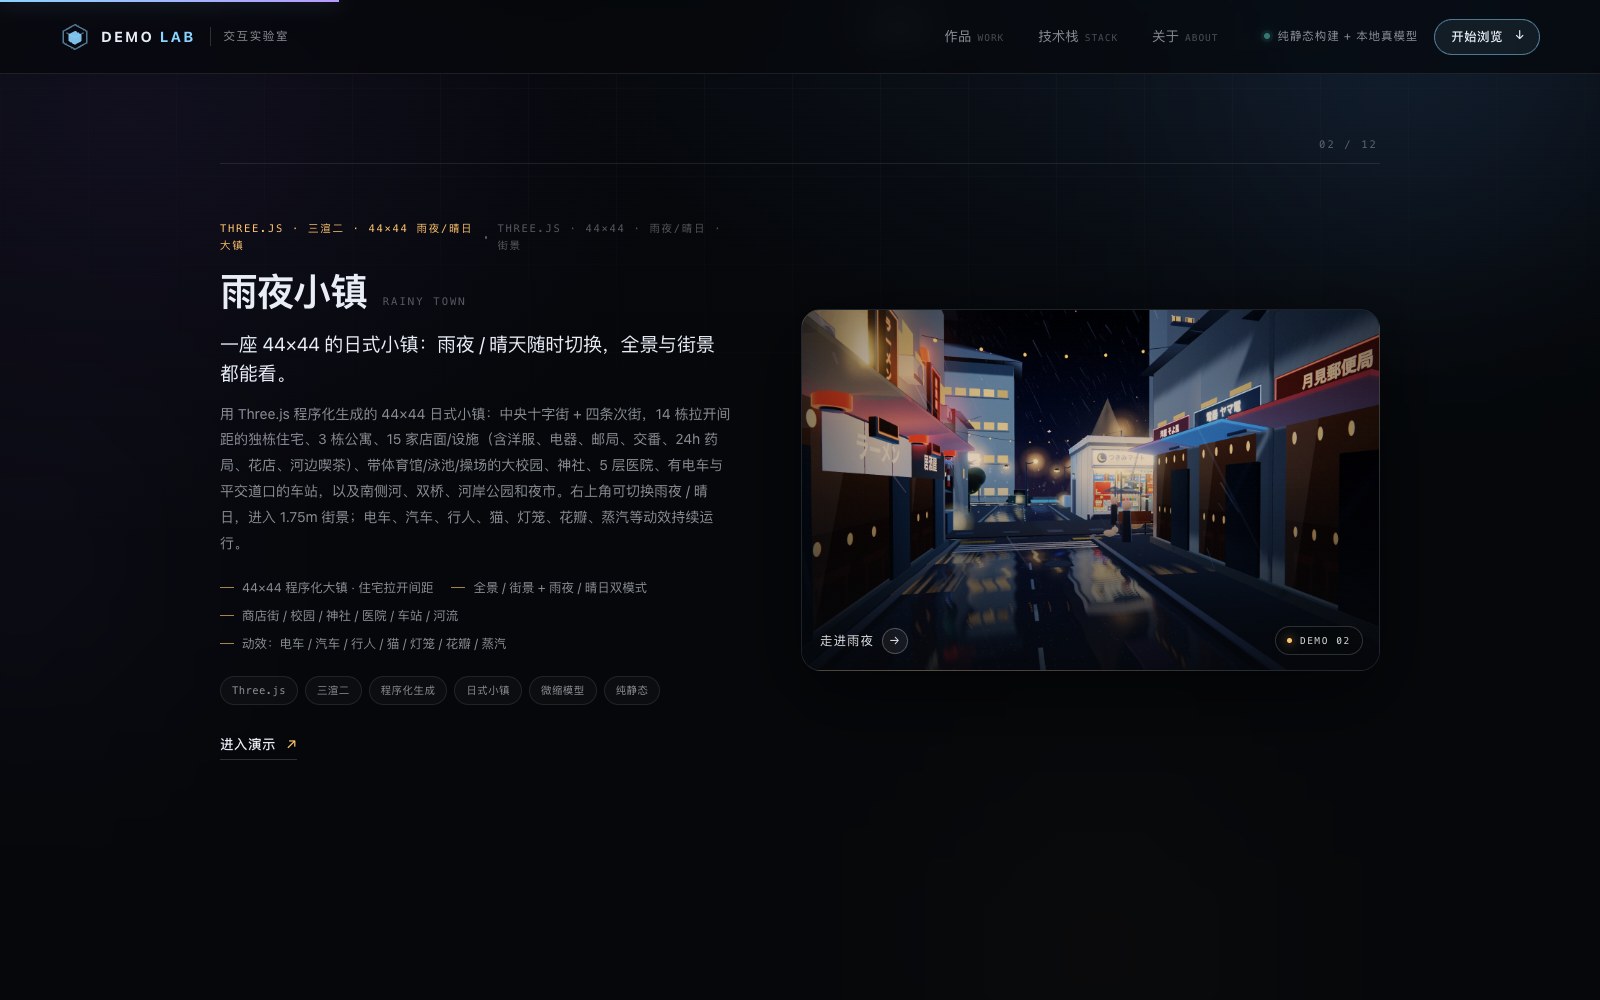 DEMO LAB 交互实验室
作品 WORK
技术栈 STACK
关于 ABOUT
纯静态构建 + 本地真模型
开始浏览 ↓
02 / 12
THREE.JS · 三渲二 · 44×44 雨夜/晴日
大镇
THREE.JS · 44×44 · 雨夜/晴日 ·
街景
雨夜小镇 RAINY TOWN
一座 44×44 的日式小镇：雨夜 / 晴天随时切换，全景与街景
都能看。
用 Three.js 程序化生成的 44×44 日式小镇：中央十字街 + 四条次街，14 栋拉开间
距的独栋住宅、3 栋公寓、15 家店面/设施（含洋服、电器、邮局、交番、24h 药
局、花店、河边喫茶）、带体育馆/泳池/操场的大校园、神社、5 层医院、有电车与
平交道口的车站，以及南侧河、双桥、河岸公园和夜市。右上角可切换雨夜 / 晴
日，进入 1.75m 街景；电车、汽车、行人、猫、灯笼、花瓣、蒸汽等动效持续运
行。
44×44 程序化大镇 · 住宅拉开间距
全景 / 街景 + 雨夜 / 晴日双模式
商店街 / 校园 / 神社 / 医院 / 车站 / 河流
动效：电车 / 汽车 / 行人 / 猫 / 灯笼 / 花瓣 / 蒸汽
Three.js
三渲二
程序化生成
日式小镇
微缩模型
纯静态
进入演示 ↗
月見郵便局
電器 ヤマ電
ラーメン
居酒屋
走进雨夜 →
DEMO 02